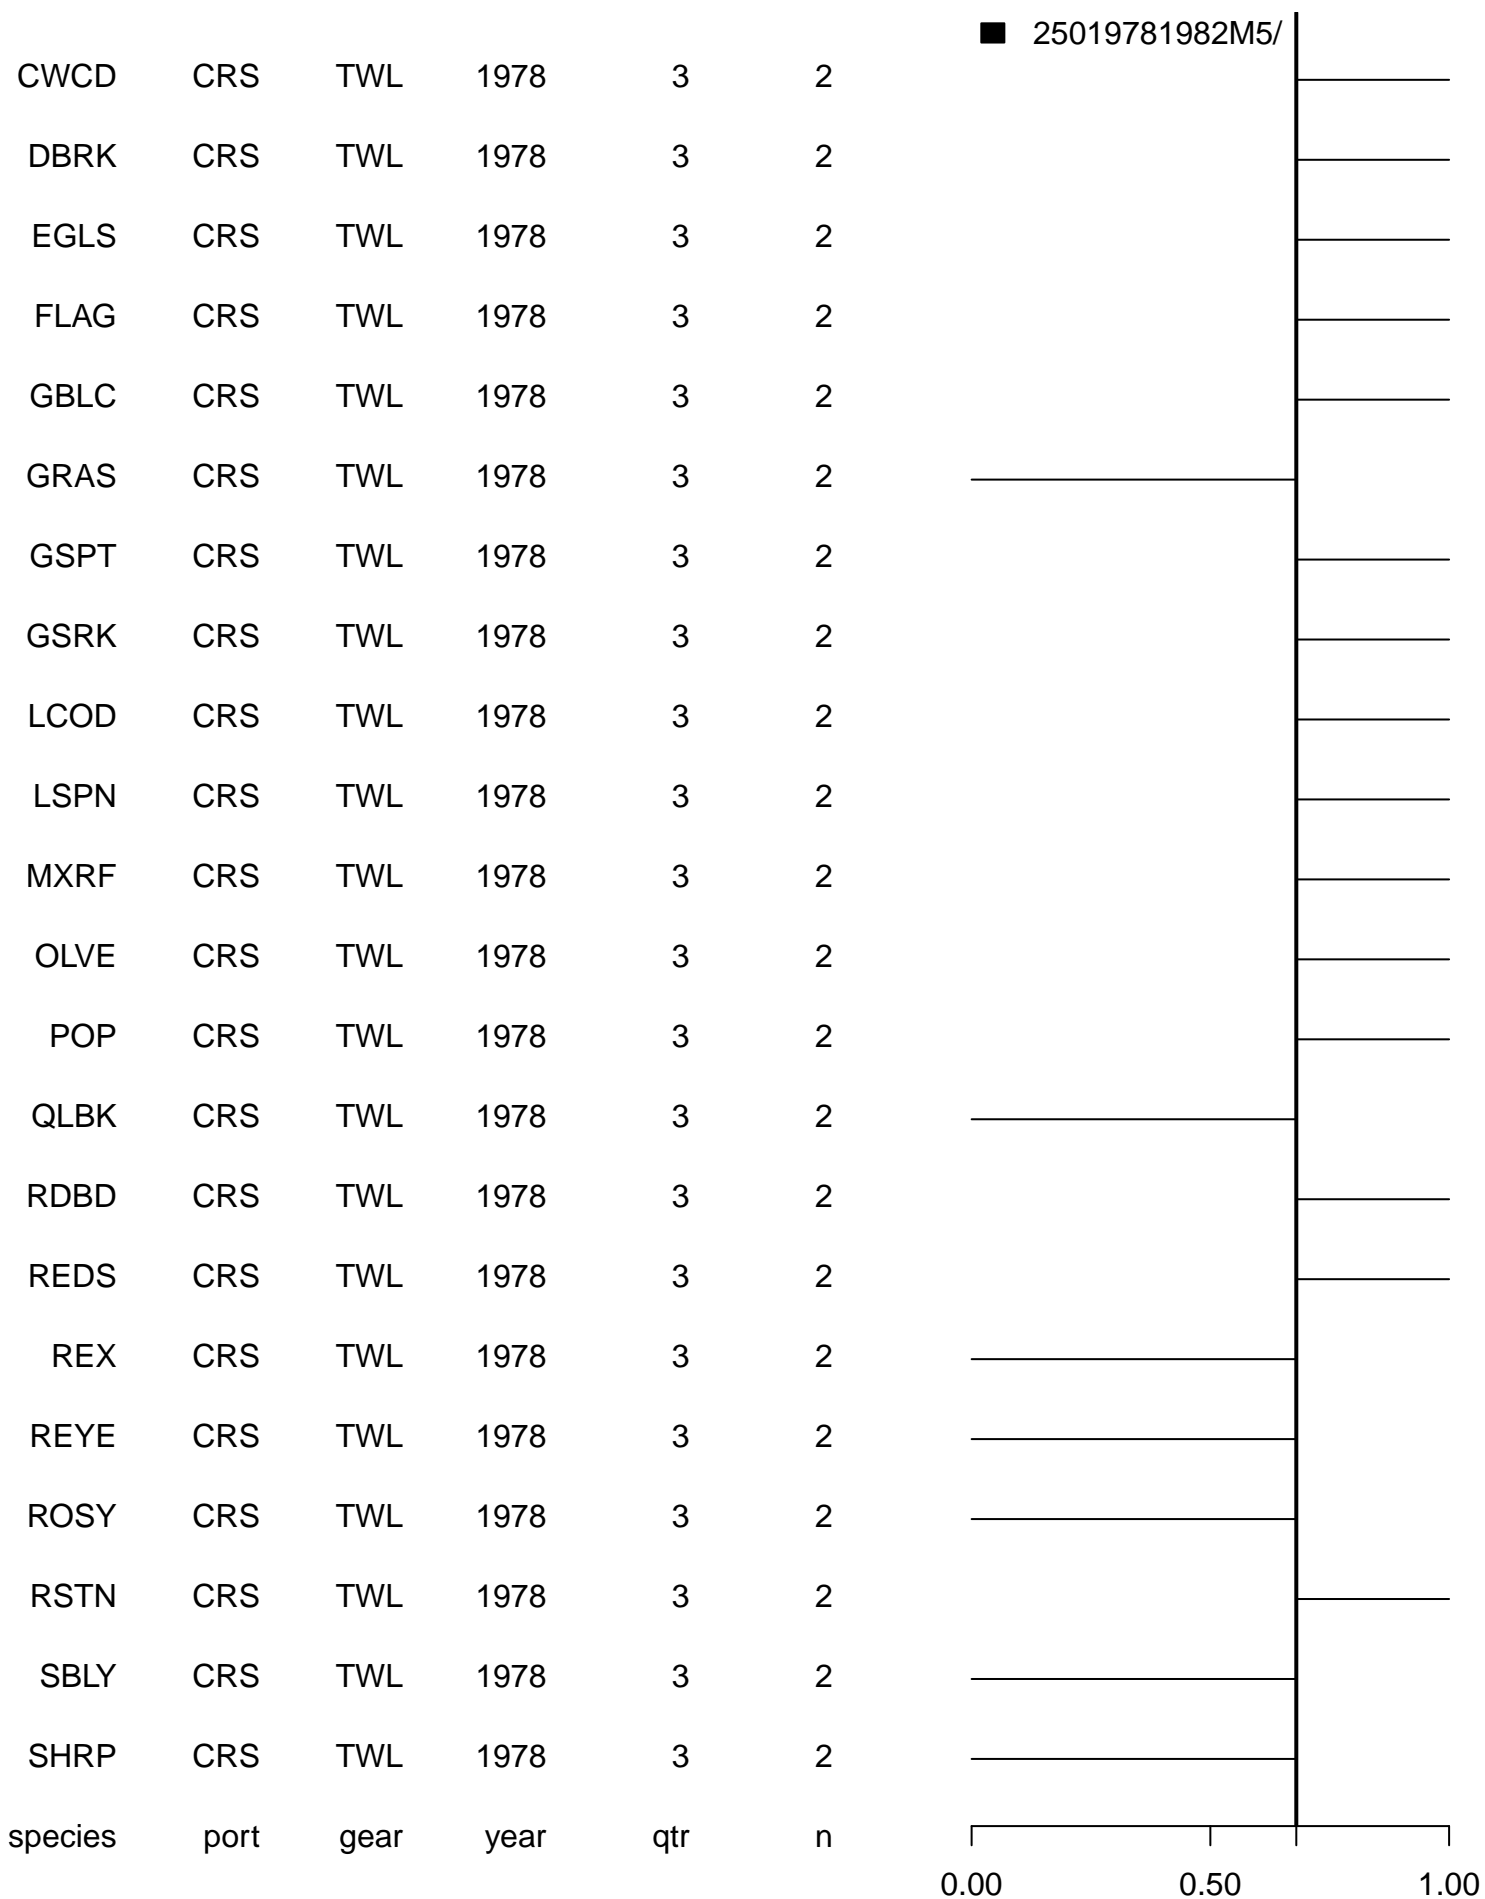 25019781982M5/
CWCD CRS TWL 1978 3 2
DBRK CRS TWL 1978 3 2
EGLS CRS TWL 1978 3 2
FLAG CRS TWL 1978 3 2
GBLC CRS TWL 1978 3 2
GRAS CRS TWL 1978 3 2
GSPT CRS TWL 1978 3 2
GSRK CRS TWL 1978 3 2
LCOD CRS TWL 1978 3 2
LSPN CRS TWL 1978 3 2
MXRF CRS TWL 1978 3 2
OLVE CRS TWL 1978 3 2
POP CRS TWL 1978 3 2
QLBK CRS TWL 1978 3 2
RDBD CRS TWL 1978 3 2
REDS CRS TWL 1978 3 2
REX CRS TWL 1978 3 2
REYE CRS TWL 1978 3 2
ROSY CRS TWL 1978 3 2
RSTN CRS TWL 1978 3 2
SBLY CRS TWL 1978 3 2
SHRP CRS TWL 1978 3 2
species port gear year qtr n
0.00 0.50 1.00